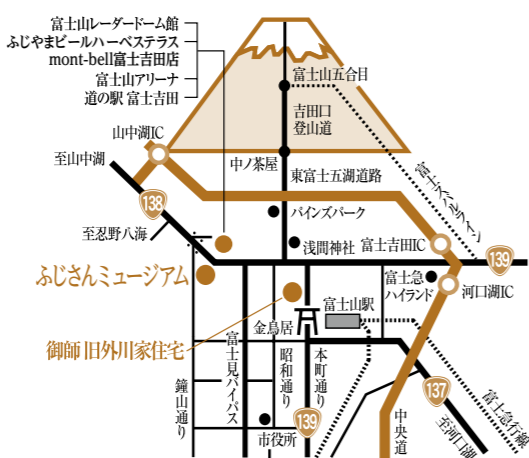 富士山レーダードーム館
ふじやまビールハーベステラス
mont-bell富士吉田店
富士山アリーナ
道の駅 富士吉田
富士山五合目
吉田口
登山道
山中湖IC
至山中湖
中ノ茶屋
富士スバルライン
東富士五湖道路
138
パインズパーク
至忍野八海
浅間神社
富士吉田IC
139
ふじさんミュージアム
富士急
ハイランド
河口湖IC
富士山駅
金鳥居
御師 旧外川家住宅
鐘山通り
富士見バイパス
昭和通り
本町通り
139
市役所
中央道
137
至河口湖
富士急行線